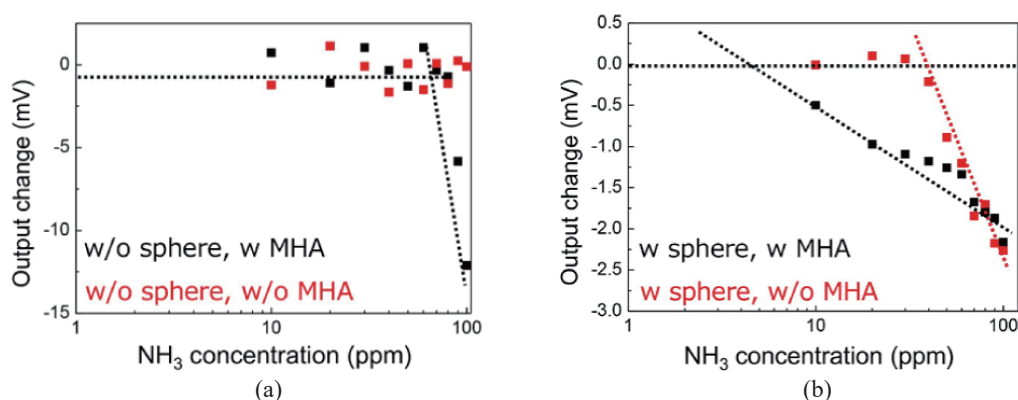 0
-5
-10
-15
Output change (mV)
w/o sphere, w MHA
w/o sphere, w/o MHA
1
10
100
NH₃ concentration (ppm)
(a)
0.5
0.0
-0.5
-1.0
-1.5
-2.0
-2.5
-3.0
Output change (mV)
w sphere, w MHA
w sphere, w/o MHA
1
10
100
NH₃ concentration (ppm)
(b)